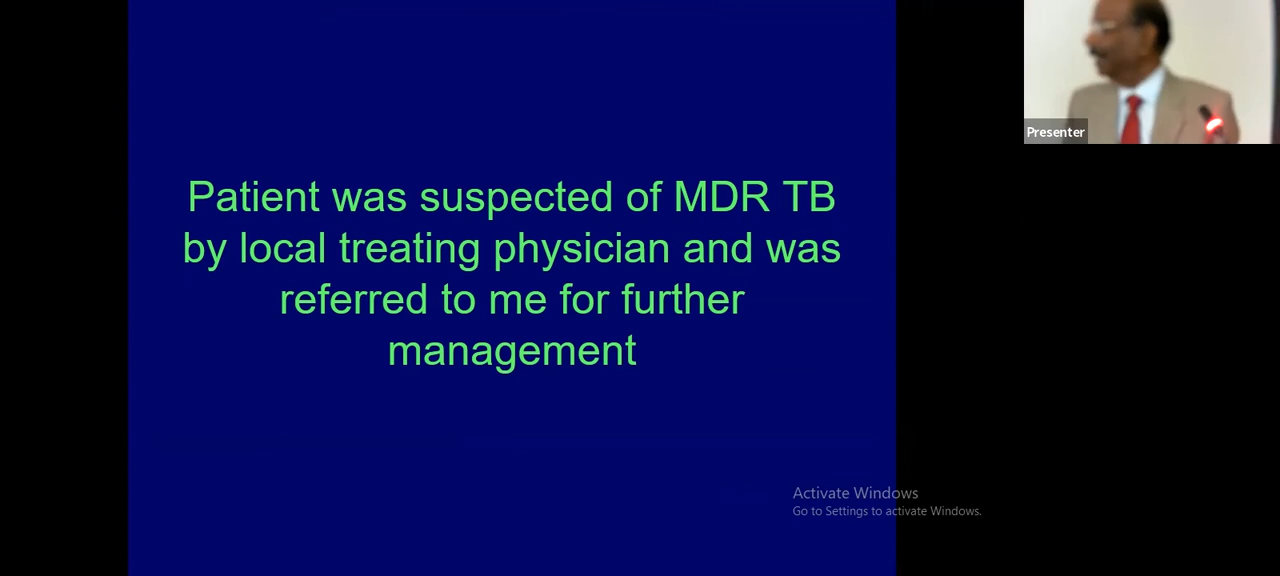 Patient was suspected of MDR TB
by local treating physician and was
referred to me for further
management
Presenter
Activate Windows
Go to Settings to activate Windows.